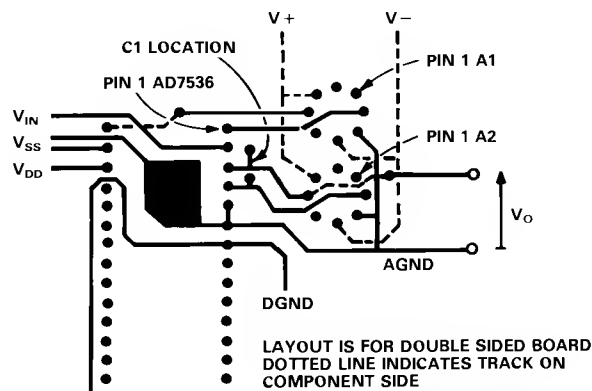 V+
V−
C1 LOCATION
PIN 1 A1
PIN 1 AD7536
VIN
PIN 1 A2
VSS
VDD
VO
AGND
DGND
LAYOUT IS FOR DOUBLE SIDED BOARD
DOTTED LINE INDICATES TRACK ON
COMPONENT SIDE